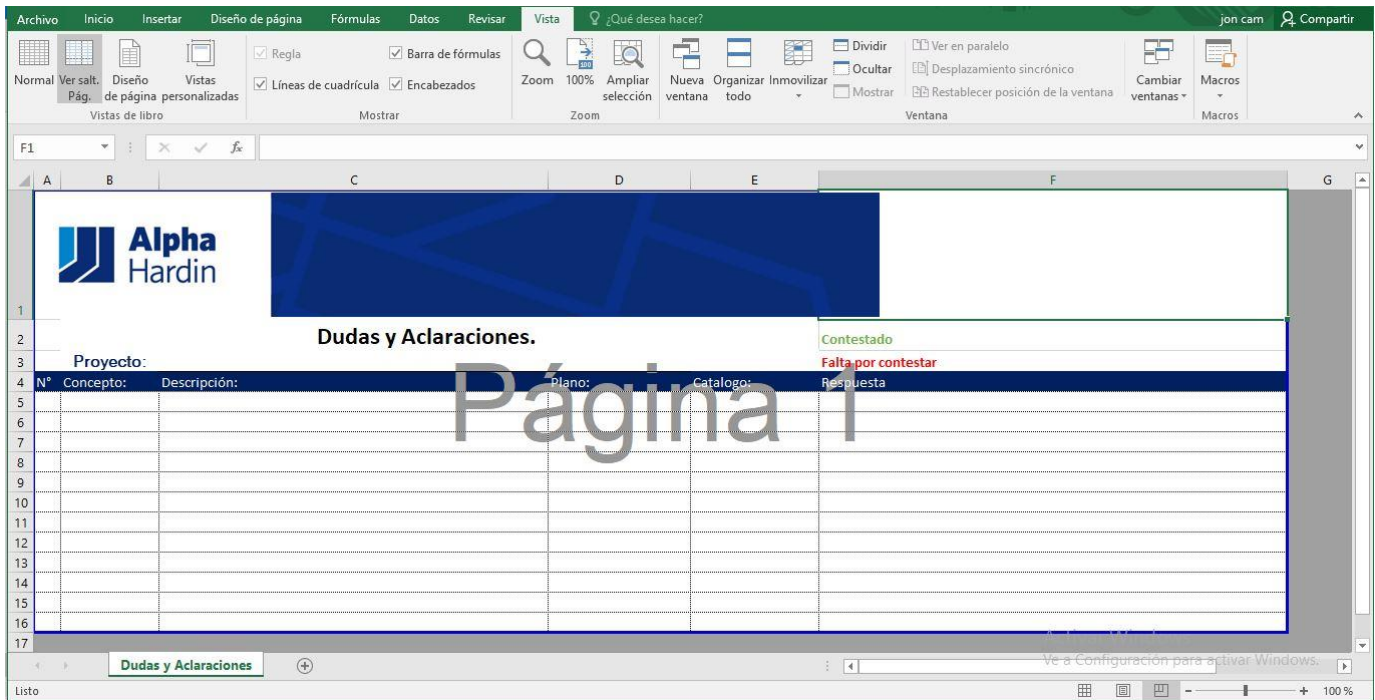 Archivo Inicio Insertar Diseño de página Fórmulas Datos Revisar Vista ¿Qué desea hacer? jon cam Compartir
Normal Ver salt. Pág. Diseño de página Vistas personalizadas
Regla Barra de fórmulas
Líneas de cuadrícula Encabezados
Zoom 100% Ampliar selección
Nueva ventana Organizar todo Inmovilizar
Dividir Ver en paralelo
Ocultar Desplazamiento sincrónico
Mostrar Restablecer posición de la ventana
Cambiar ventanas Macros
Vistas de libro Mostrar Zoom Ventana Macros
F1 fx
A B C D E F G
Alpha
Hardin
1
2 Dudas y Aclaraciones. Contestado
3 Proyecto: Falta por contestar
4 N° Concepto: Descripción: Plano: Catalogo: Respuesta
Página 1
5
6
7
8
9
10
11
12
13
14
15
16
17
Activar Windows
Ve a Configuración para activar Windows.
Dudas y Aclaraciones
Listo 100 %